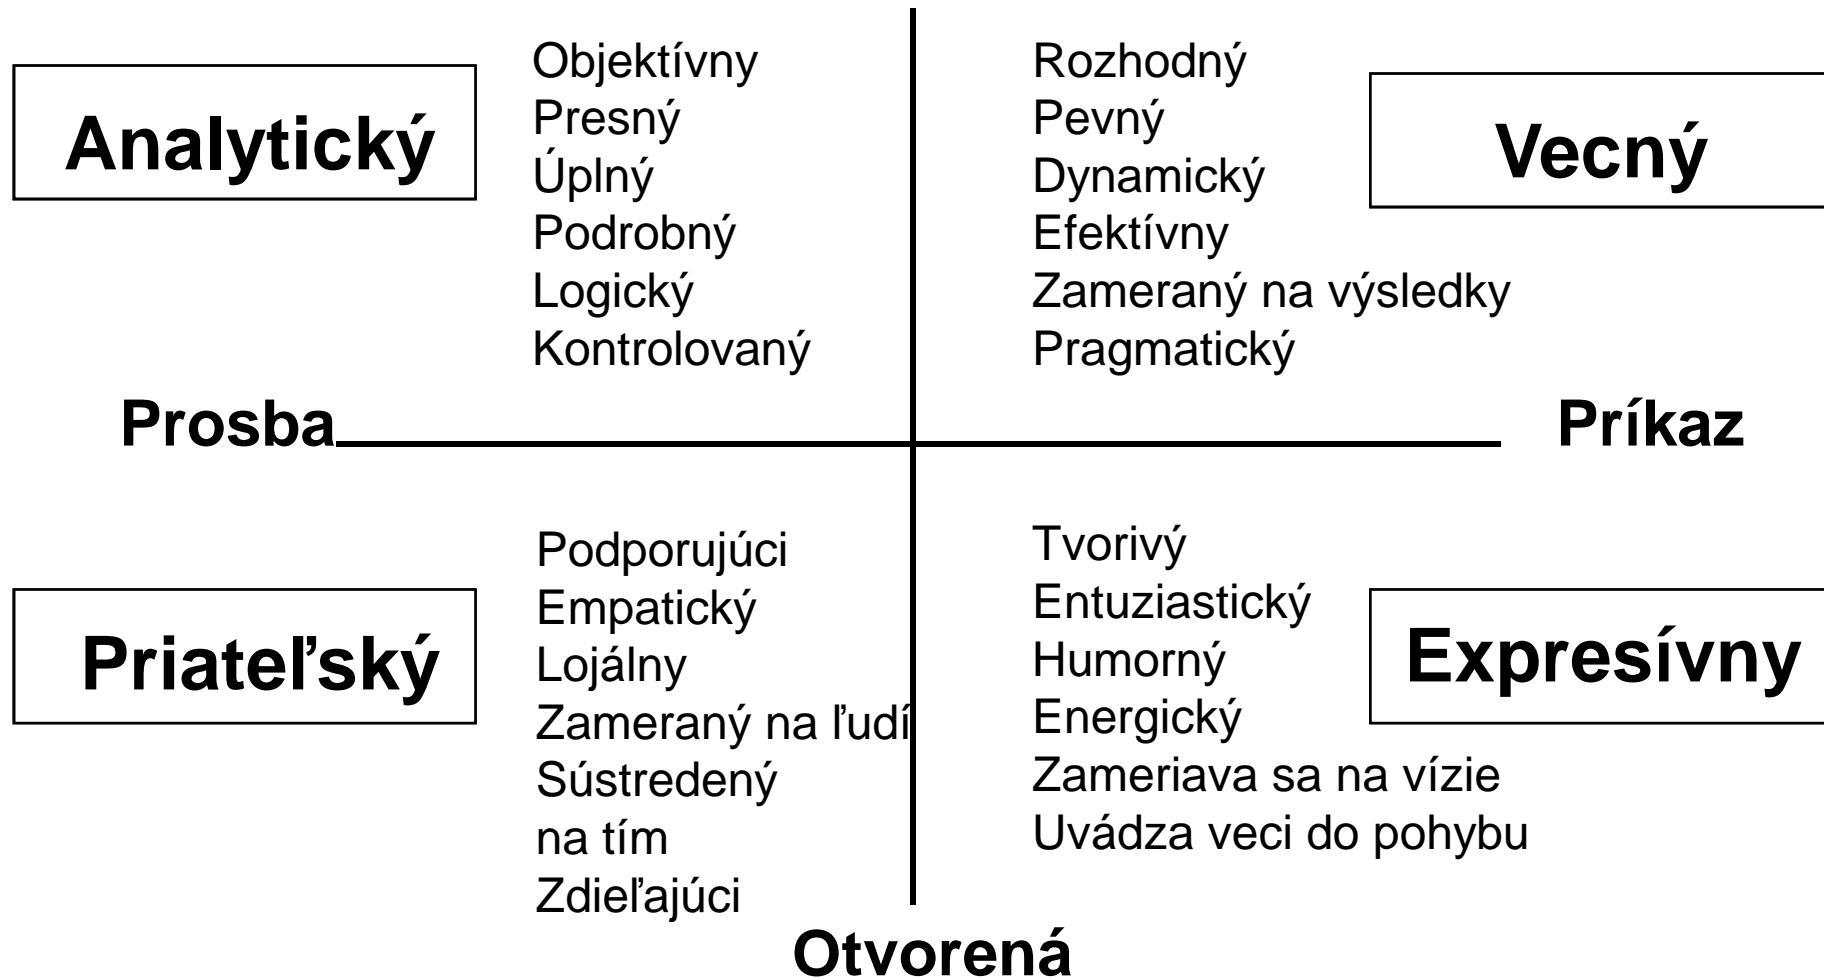 Analytický
Objektívny
Presný
Úplný
Podrobný
Logický
Kontrolovaný
Rozhodný
Pevný
Dynamický
Efektívny
Zameraný na výsledky
Pragmatický
Vecný
Prosba
Príkaz
Priateľský
Podporujúci
Empatický
Lojálny
Zameraný na ľudí
Sústredený
na tím
Zdieľajúci
Tvorivý
Entuziastický
Humorný
Energický
Zameriava sa na vízie
Uvádza veci do pohybu
Expresívny
Otvorená